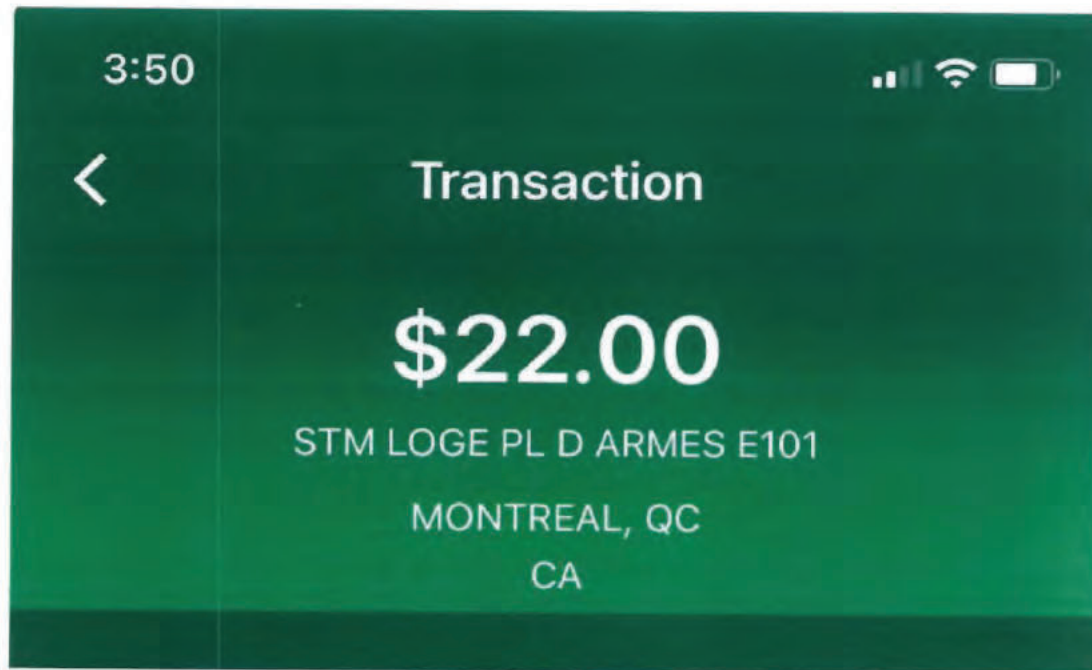 3:50
Transaction
$22.00
STM LOGE PL D ARMES E101
MONTREAL, QC
CA